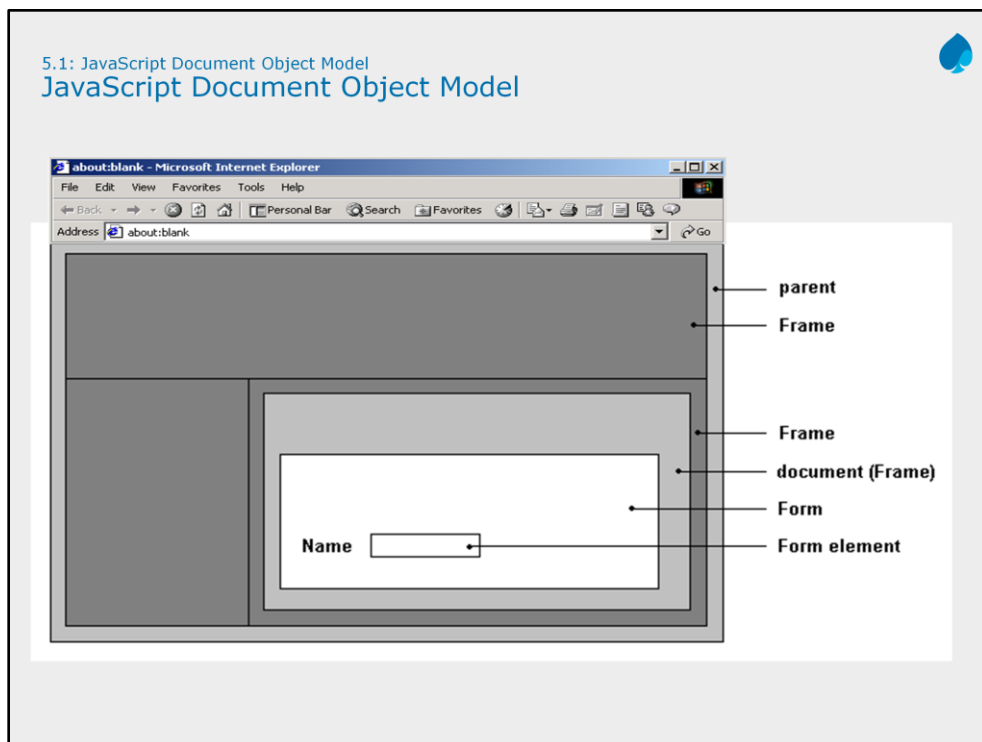 5.1: JavaScript Document Object Model
JavaScript Document Object Model
about:blank - Microsoft Internet Explorer
File Edit View Favorites Tools Help
Back Personal Bar Search Favorites
Address about:blank Go
parent
Frame
Frame
document (Frame)
Form
Name
Form element